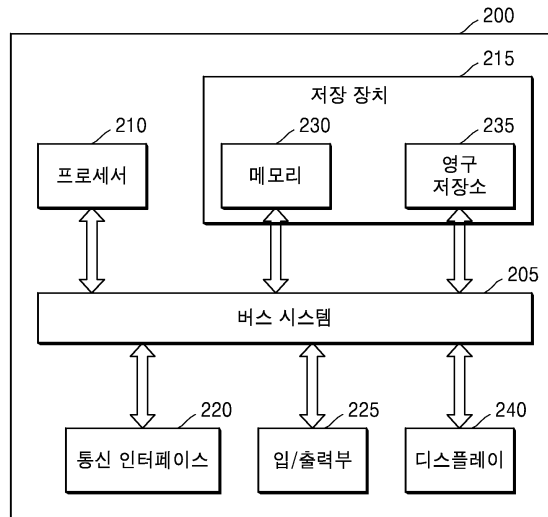 200
215
저장 장치
210
230
235
프로세서
메모리
영구
저장소
205
버스 시스템
220
225
240
통신 인터페이스
입/출력부
디스플레이